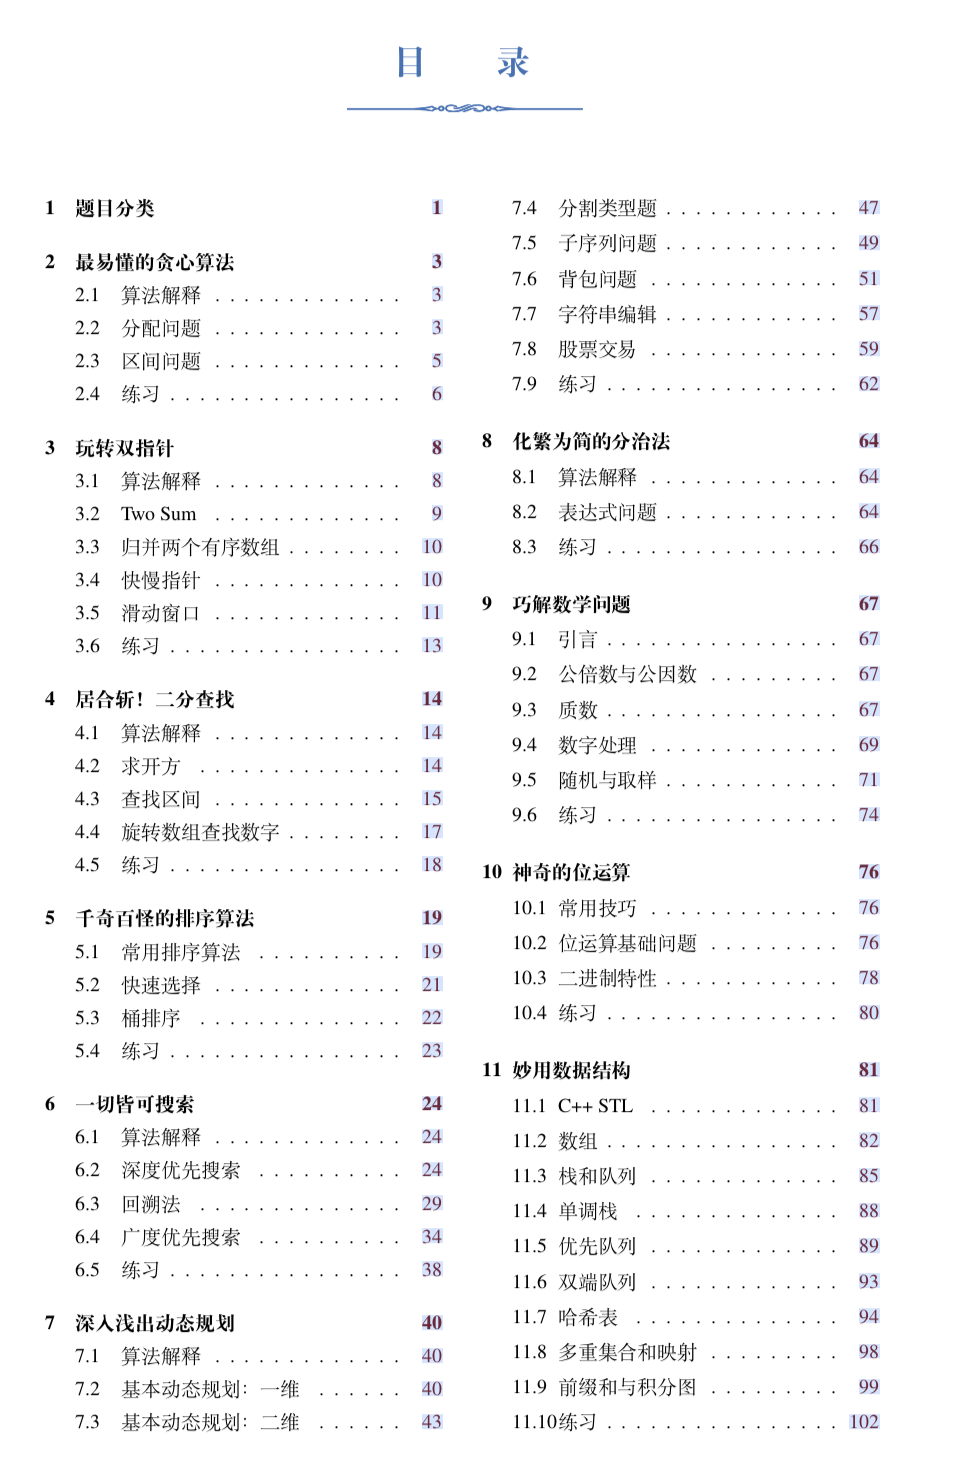 目 录
1 题目分类 1
2 最易懂的贪心算法 3
2.1 算法解释 . . . . . . . . . . . . . 3
2.2 分配问题 . . . . . . . . . . . . . 3
2.3 区间问题 . . . . . . . . . . . . . 5
2.4 练习 . . . . . . . . . . . . . . . . 6
3 玩转双指针 8
3.1 算法解释 . . . . . . . . . . . . . 8
3.2 Two Sum . . . . . . . . . . . . . 9
3.3 归并两个有序数组 . . . . . . . . 10
3.4 快慢指针 . . . . . . . . . . . . . 10
3.5 滑动窗口 . . . . . . . . . . . . . 11
3.6 练习 . . . . . . . . . . . . . . . . 13
4 居合斩！二分查找 14
4.1 算法解释 . . . . . . . . . . . . . 14
4.2 求开方 . . . . . . . . . . . . . . 14
4.3 查找区间 . . . . . . . . . . . . . 15
4.4 旋转数组查找数字 . . . . . . . . 17
4.5 练习 . . . . . . . . . . . . . . . . 18
5 千奇百怪的排序算法 19
5.1 常用排序算法 . . . . . . . . . . 19
5.2 快速选择 . . . . . . . . . . . . . 21
5.3 桶排序 . . . . . . . . . . . . . . 22
5.4 练习 . . . . . . . . . . . . . . . . 23
6 一切皆可搜索 24
6.1 算法解释 . . . . . . . . . . . . . 24
6.2 深度优先搜索 . . . . . . . . . . 24
6.3 回溯法 . . . . . . . . . . . . . . 29
6.4 广度优先搜索 . . . . . . . . . . 34
6.5 练习 . . . . . . . . . . . . . . . . 38
7 深入浅出动态规划 40
7.1 算法解释 . . . . . . . . . . . . . 40
7.2 基本动态规划：一维 . . . . . . 40
7.3 基本动态规划：二维 . . . . . . 43
7.4 分割类型题 . . . . . . . . . . . . 47
7.5 子序列问题 . . . . . . . . . . . . 49
7.6 背包问题 . . . . . . . . . . . . . 51
7.7 字符串编辑 . . . . . . . . . . . . 57
7.8 股票交易 . . . . . . . . . . . . . 59
7.9 练习 . . . . . . . . . . . . . . . . 62
8 化繁为简的分治法 64
8.1 算法解释 . . . . . . . . . . . . . 64
8.2 表达式问题 . . . . . . . . . . . . 64
8.3 练习 . . . . . . . . . . . . . . . . 66
9 巧解数学问题 67
9.1 引言 . . . . . . . . . . . . . . . . 67
9.2 公倍数与公因数 . . . . . . . . . 67
9.3 质数 . . . . . . . . . . . . . . . . 67
9.4 数字处理 . . . . . . . . . . . . . 69
9.5 随机与取样 . . . . . . . . . . . . 71
9.6 练习 . . . . . . . . . . . . . . . . 74
10 神奇的位运算 76
10.1 常用技巧 . . . . . . . . . . . . . 76
10.2 位运算基础问题 . . . . . . . . . 76
10.3 二进制特性 . . . . . . . . . . . . 78
10.4 练习 . . . . . . . . . . . . . . . . 80
11 妙用数据结构 81
11.1 C++ STL . . . . . . . . . . . . . 81
11.2 数组 . . . . . . . . . . . . . . . . 82
11.3 栈和队列 . . . . . . . . . . . . . 85
11.4 单调栈 . . . . . . . . . . . . . . 88
11.5 优先队列 . . . . . . . . . . . . . 89
11.6 双端队列 . . . . . . . . . . . . . 93
11.7 哈希表 . . . . . . . . . . . . . . 94
11.8 多重集合和映射 . . . . . . . . . 98
11.9 前缀和与积分图 . . . . . . . . . 99
11.10练习 . . . . . . . . . . . . . . . . 102